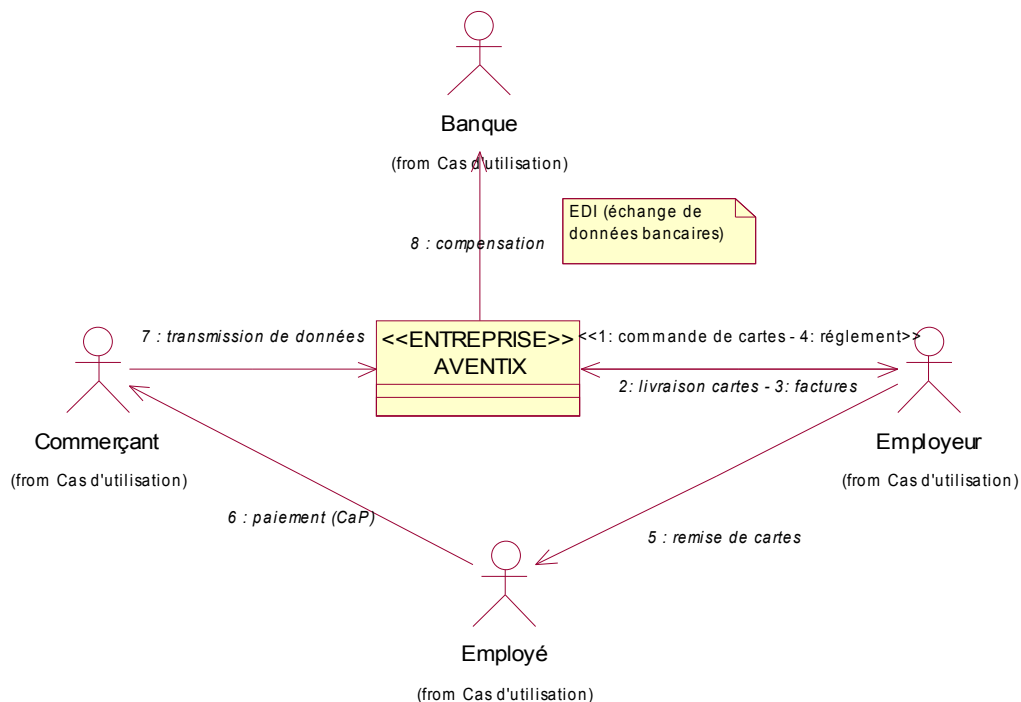 Banque
(from Cas d'utilisation)
EDI (échange de
données bancaires)
8 : compensation
7 : transmission de données
<<ENTREPRISE>>
AVENTIX
<<1: commande de cartes - 4: réglement>>
2: livraison cartes - 3: factures
Commerçant
(from Cas d'utilisation)
Employeur
(from Cas d'utilisation)
6 : paiement (CaP)
5 : remise de cartes
Employé
(from Cas d'utilisation)